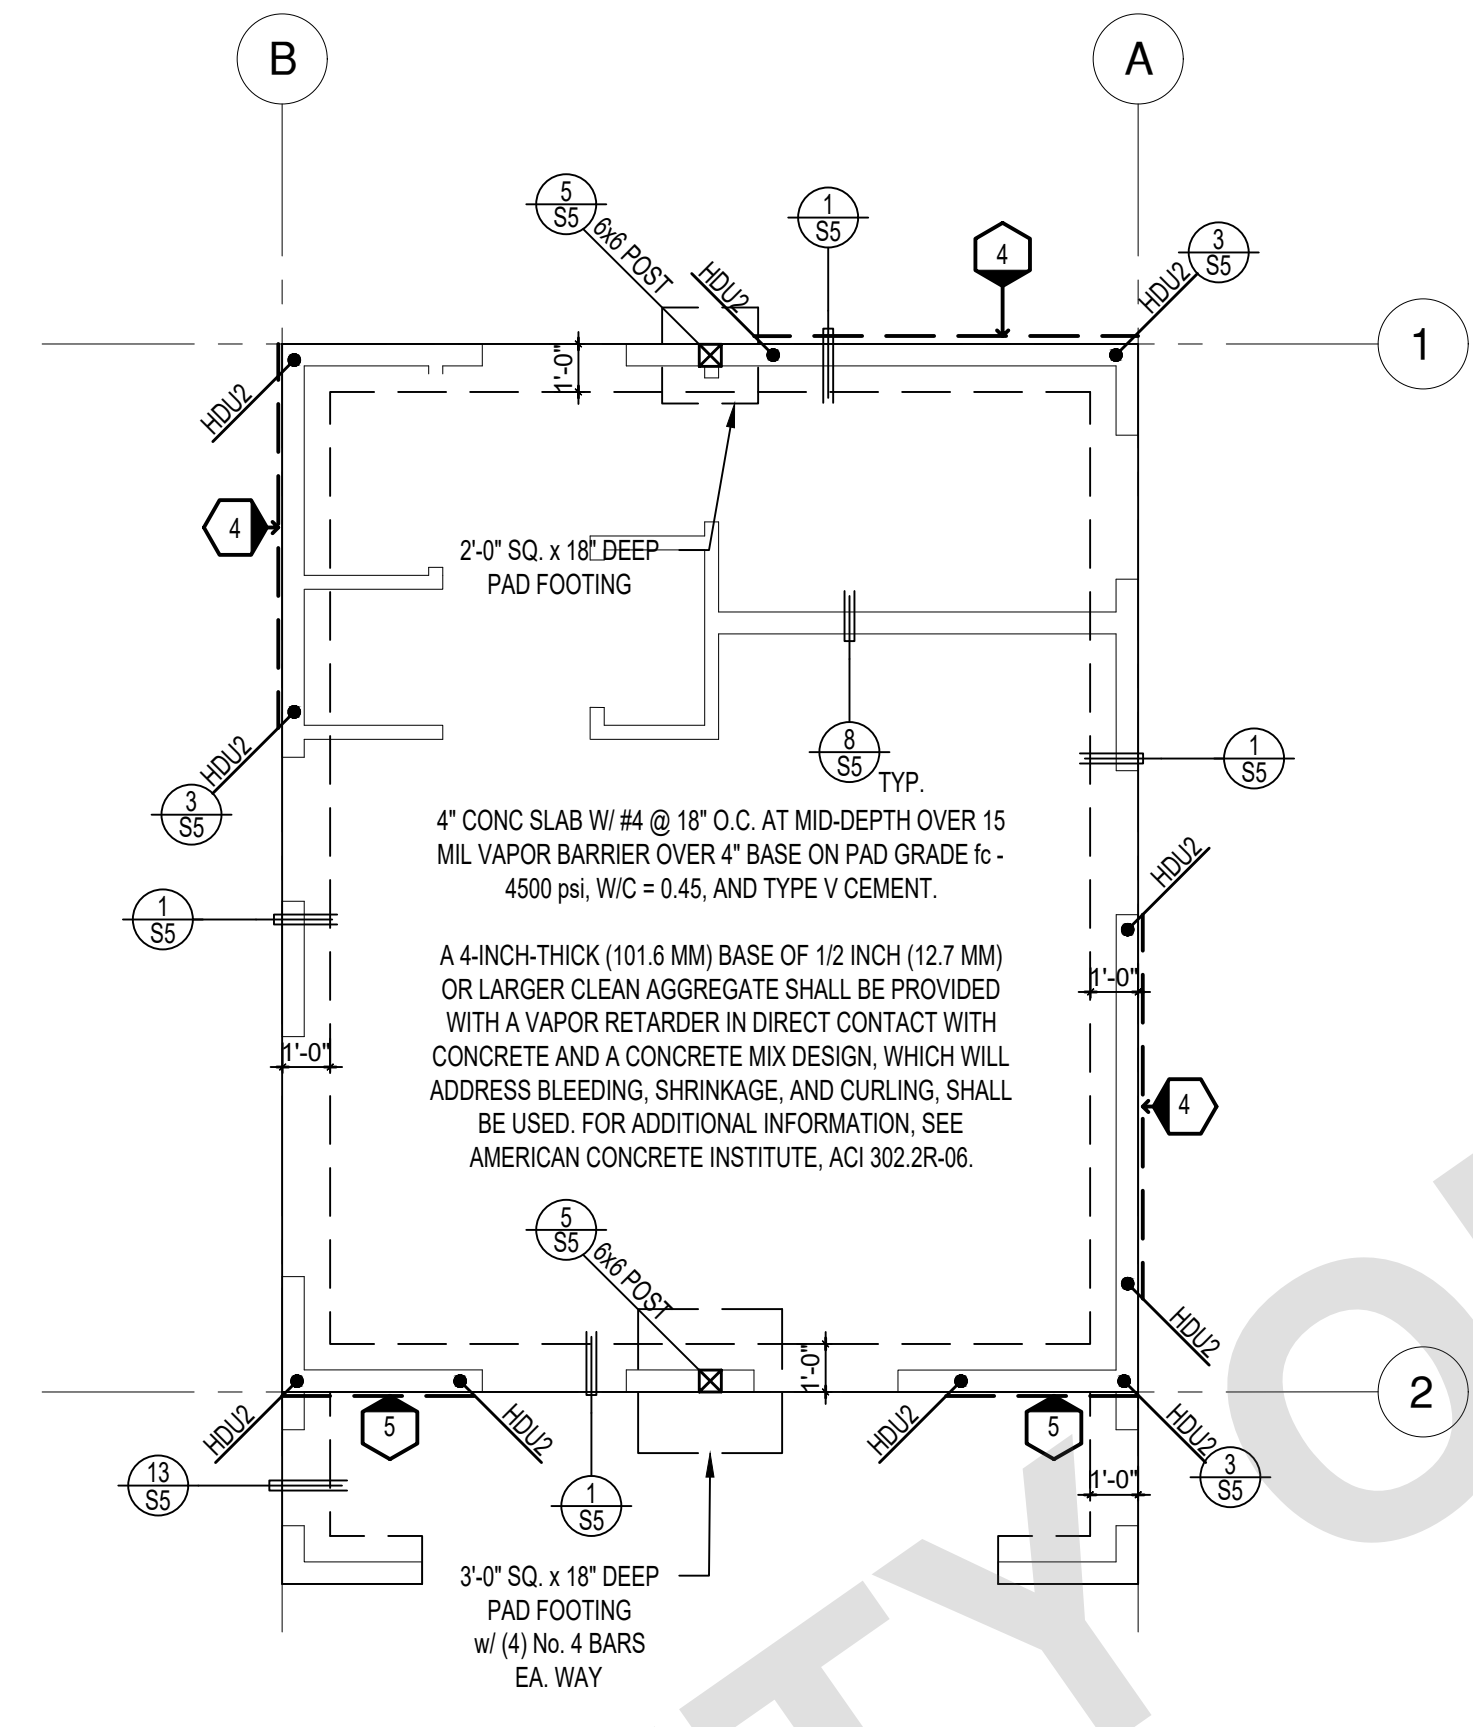 B
A
5
S5
6x6 POST
HDU2
1
S5
4
HDU2
3
S5
1
1'-0"
HDU2
4
2'-0" SQ. x 18" DEEP
PAD FOOTING
HDU2
3
S5
8
S5
TYP.
1
S5
4" CONC SLAB W/ #4 @ 18" O.C. AT MID-DEPTH OVER 15
MIL VAPOR BARRIER OVER 4" BASE ON PAD GRADE fc -
4500 psi, W/C = 0.45, AND TYPE V CEMENT.
HDU2
1
S5
A 4-INCH-THICK (101.6 MM) BASE OF 1/2 INCH (12.7 MM)
OR LARGER CLEAN AGGREGATE SHALL BE PROVIDED
WITH A VAPOR RETARDER IN DIRECT CONTACT WITH
CONCRETE AND A CONCRETE MIX DESIGN, WHICH WILL
ADDRESS BLEEDING, SHRINKAGE, AND CURLING, SHALL
BE USED. FOR ADDITIONAL INFORMATION, SEE
AMERICAN CONCRETE INSTITUTE, ACI 302.2R-06.
1'-0"
1'-0"
4
5
S5
6x6 POST
HDU2
1'-0"
2
HDU2
5
HDU2
HDU2
5
HDU2
3
S5
13
S5
1
S5
1'-0"
3'-0" SQ. x 18" DEEP
PAD FOOTING
w/ (4) No. 4 BARS
EA. WAY
TY O